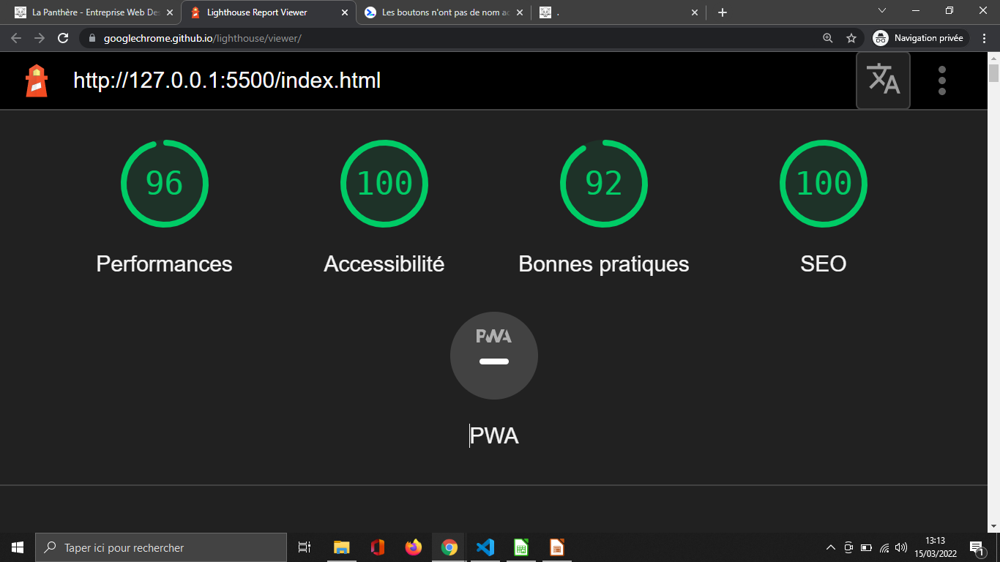 La Panthère - Entreprise Web Des
Lighthouse Report Viewer
Les boutons n'ont pas de nom ac
.
googlechrome.github.io/lighthouse/viewer/
Navigation privée
http://127.0.0.1:5500/index.html
96
100
92
100
Performances
Accessibilité
Bonnes pratiques
SEO
PWA
PWA
Taper ici pour rechercher
13:13
15/03/2022
1